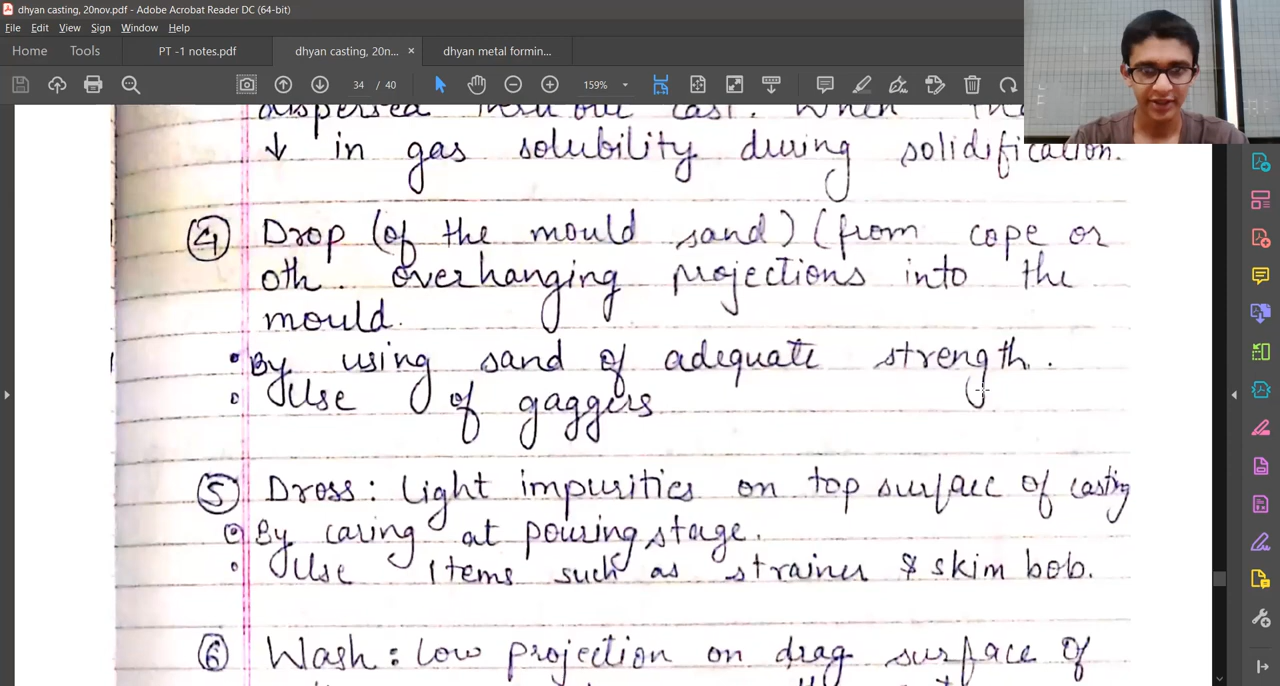 dhyan casting, 20nov.pdf - Adobe Acrobat Reader DC (64-bit)
File Edit View Sign Window Help
Home Tools PT -1 notes.pdf dhyan casting, 20n... × dhyan metal formin...
34 / 40 159%
cast. when
↓ in gas solubility during solidification.
④ Drop (of the mould sand) (from cope or
oth. overhanging projections into the
mould.
• By using sand of adequate strength.
• Use of gaggers
⑤ Dross: Light impurities on top surface of casting
By caring at pouring stage.
• Use items such as strainer & skim bob.
⑥ Wash: Low projection on drag surface of